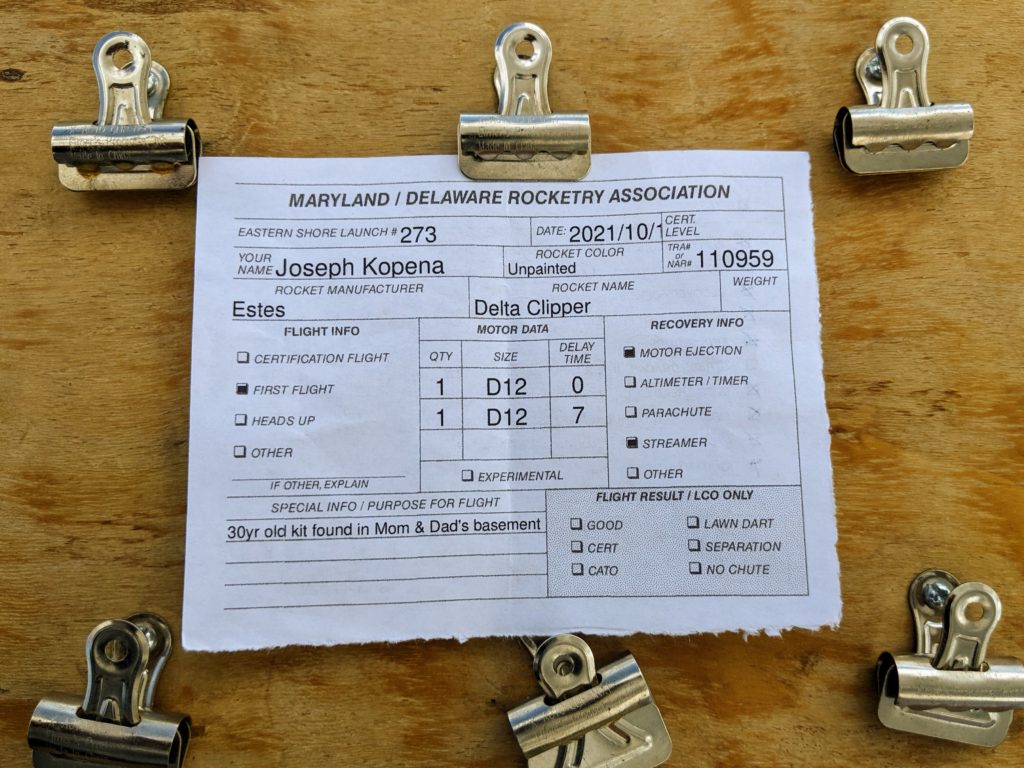 MARYLAND / DELAWARE ROCKETRY ASSOCIATION
EASTERN SHORE LAUNCH # 273
DATE: 2021/10/1
CERT. LEVEL
YOUR NAME Joseph Kopena
ROCKET COLOR
Unpainted
TRA# or NAR# 110959
ROCKET MANUFACTURER
Estes
ROCKET NAME
Delta Clipper
WEIGHT
FLIGHT INFO
CERTIFICATION FLIGHT
FIRST FLIGHT
HEADS UP
OTHER
IF OTHER, EXPLAIN
MOTOR DATA
QTY SIZE DELAY TIME
1 D12 0
1 D12 7
EXPERIMENTAL
RECOVERY INFO
MOTOR EJECTION
ALTIMETER / TIMER
PARACHUTE
STREAMER
OTHER
SPECIAL INFO / PURPOSE FOR FLIGHT
30yr old kit found in Mom & Dad's basement
FLIGHT RESULT / LCO ONLY
GOOD LAWN DART
CERT SEPARATION
CATO NO CHUTE